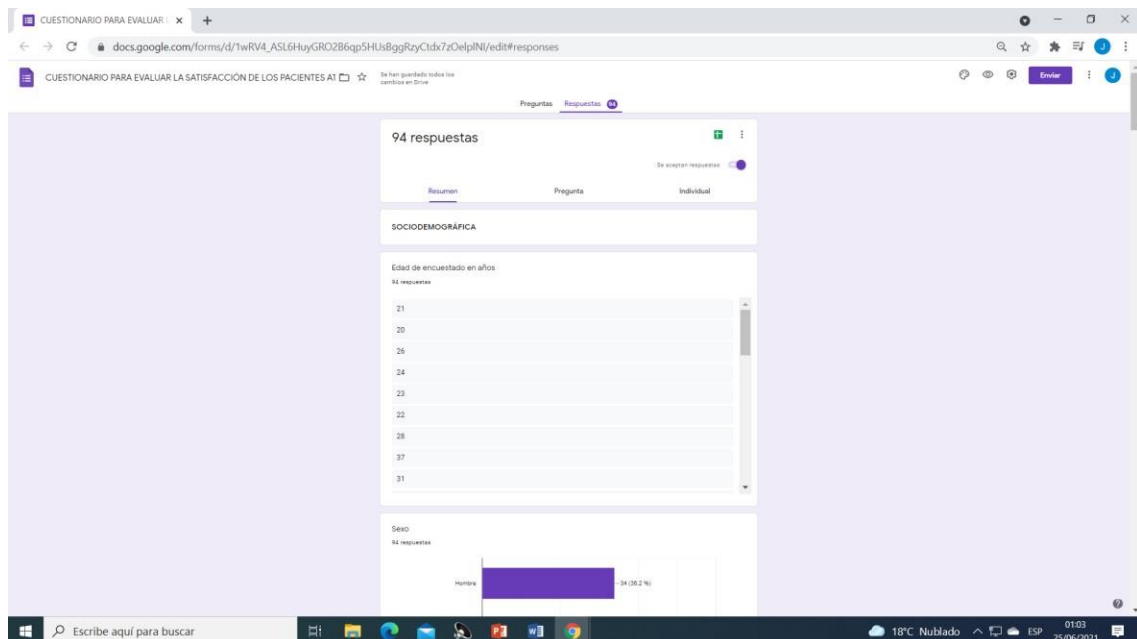 CUESTIONARIO PARA EVALUAR
docs.google.com/forms/d/1wRV4_ASL6HuyGRO2B6qp5HUsBggRzyCtdx7zOelplNI/edit#responses
J
CUESTIONARIO PARA EVALUAR LA SATISFACCIÓN DE LOS PACIENTES AT
Se han guardado todos los
cambios en Drive
Enviar
J
Preguntas Respuestas 94
94 respuestas
Se aceptan respuestas
Resumen Pregunta Individual
SOCIODEMOGRÁFICA
Edad de encuestado en años
94 respuestas
21
20
26
24
23
22
28
37
31
Sexo
94 respuestas
Hombre 34 (36.2 %)
Escribe aquí para buscar
18°C Nublado ESP 01:03
25/06/2021